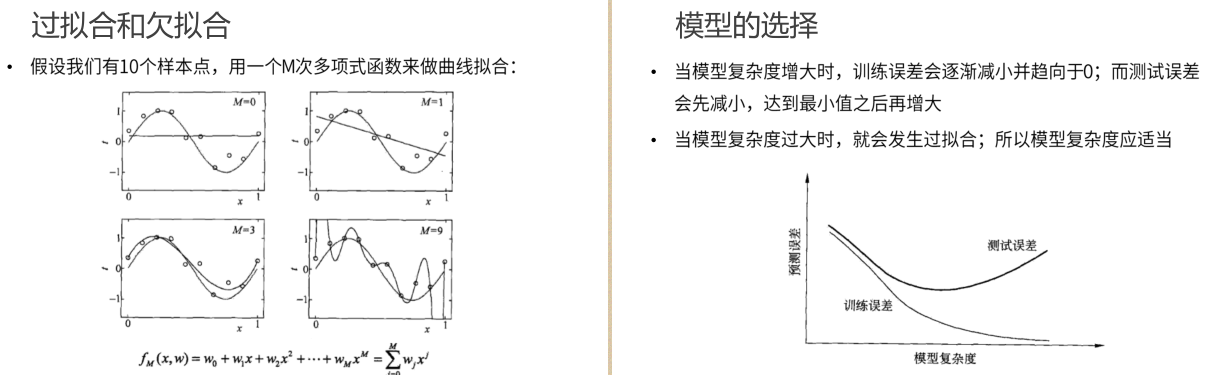 过拟合和欠拟合
• 假设我们有10个样本点，用一个M次多项式函数来做曲线拟合：
M=0
M=1
1
0
−1
t
0
x
1
1
0
−1
t
0
x
1
M=3
M=9
1
0
−1
t
0
x
1
1
0
−1
t
0
x
1
f_M(x,w) = w_0 + w_1x + w_2x^2 + ⋯ + w_Mx^M = ∑_{j=0}^{M} w_jx^j
模型的选择
• 当模型复杂度增大时，训练误差会逐渐减小并趋向于0；而测试误差
会先减小，达到最小值之后再增大
• 当模型复杂度过大时，就会发生过拟合；所以模型复杂度应适当
预测误差
测试误差
训练误差
模型复杂度